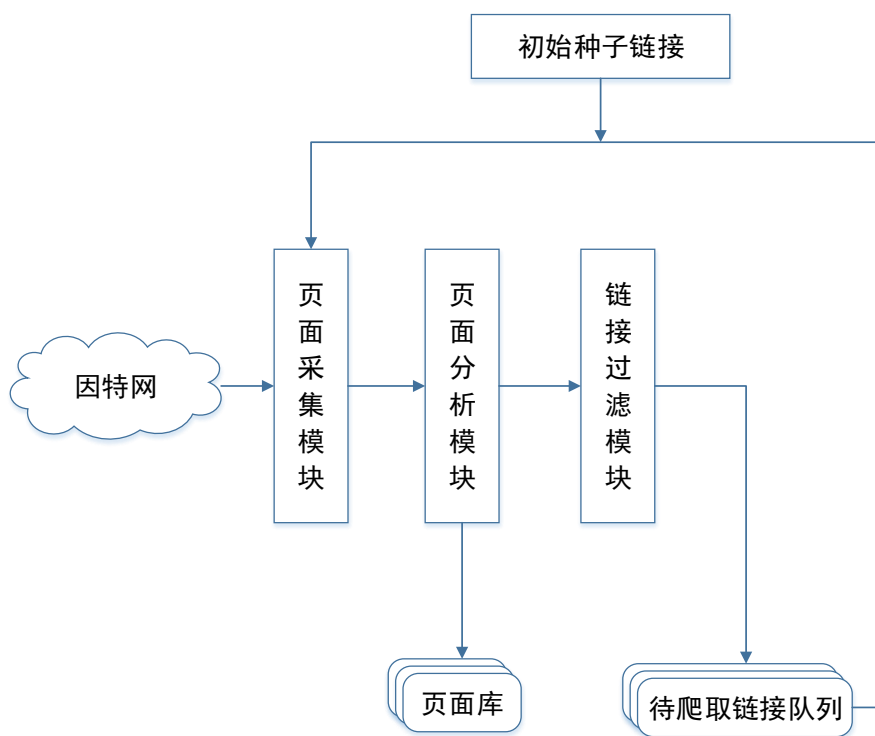 初始种子链接
因特网
页面采集模块
页面分析模块
链接过滤模块
页面库
待爬取链接队列